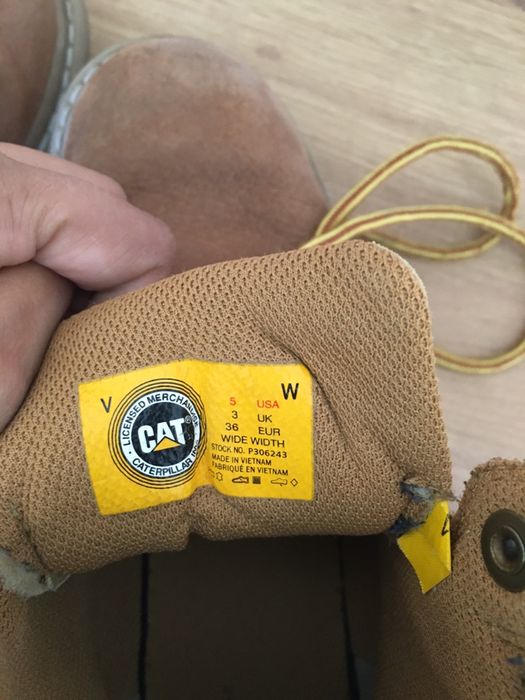 V
W
LICENSED MERCHANDISE
CAT®
CATERPILLAR INC.
5 USA
3 UK
36 EUR
WIDE WIDTH
STOCK NO. P306243
MADE IN VIETNAM
FABRIQUÉ EN VIETNAM